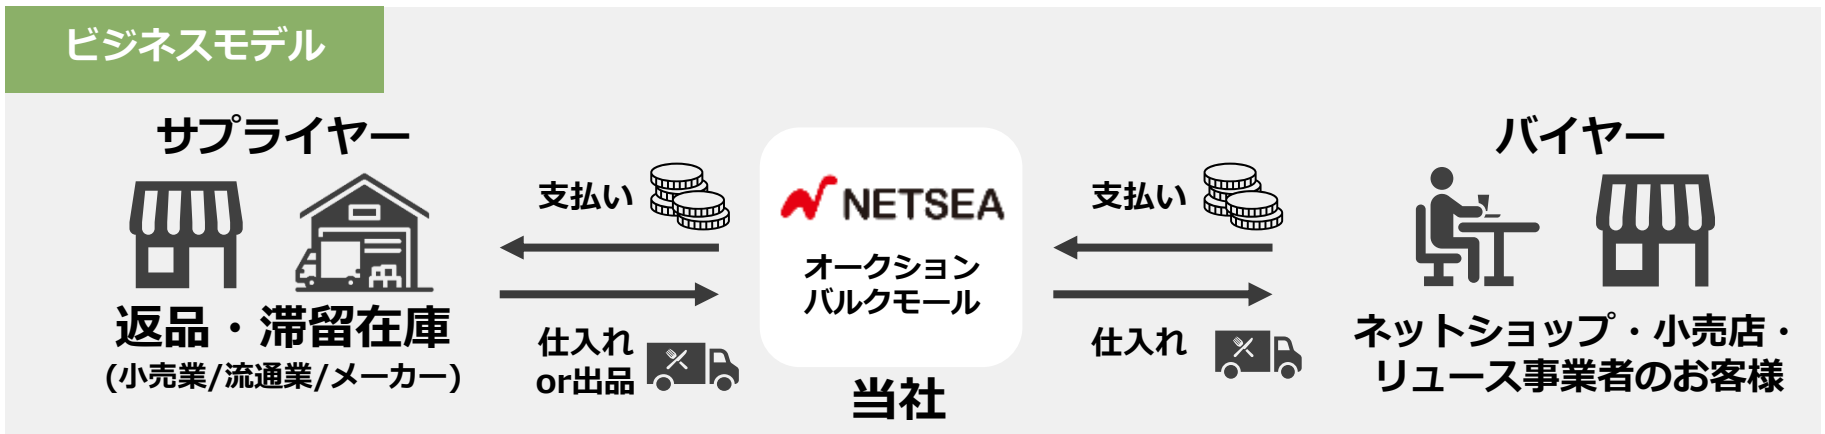 ビジネスモデル
サプライヤー
返品・滞留在庫
(小売業/流通業/メーカー)
支払い
仕入れ
or出品
NETSEA
オークション
バルクモール
当社
支払い
仕入れ
バイヤー
ネットショップ・小売店・
リユース事業者のお客様